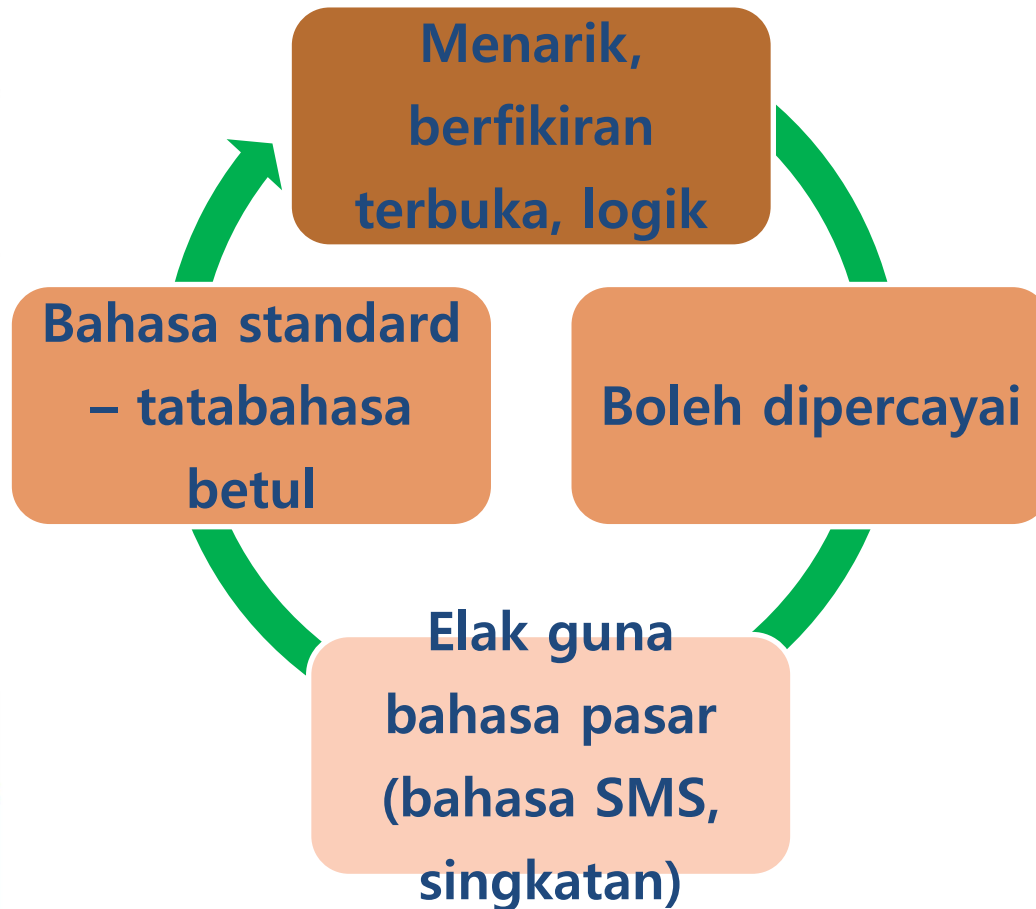 Menarik,
berfikiran
terbuka, logik
Boleh dipercayai
Elak guna
bahasa pasar
(bahasa SMS,
singkatan)
Bahasa standard
– tatabahasa
betul